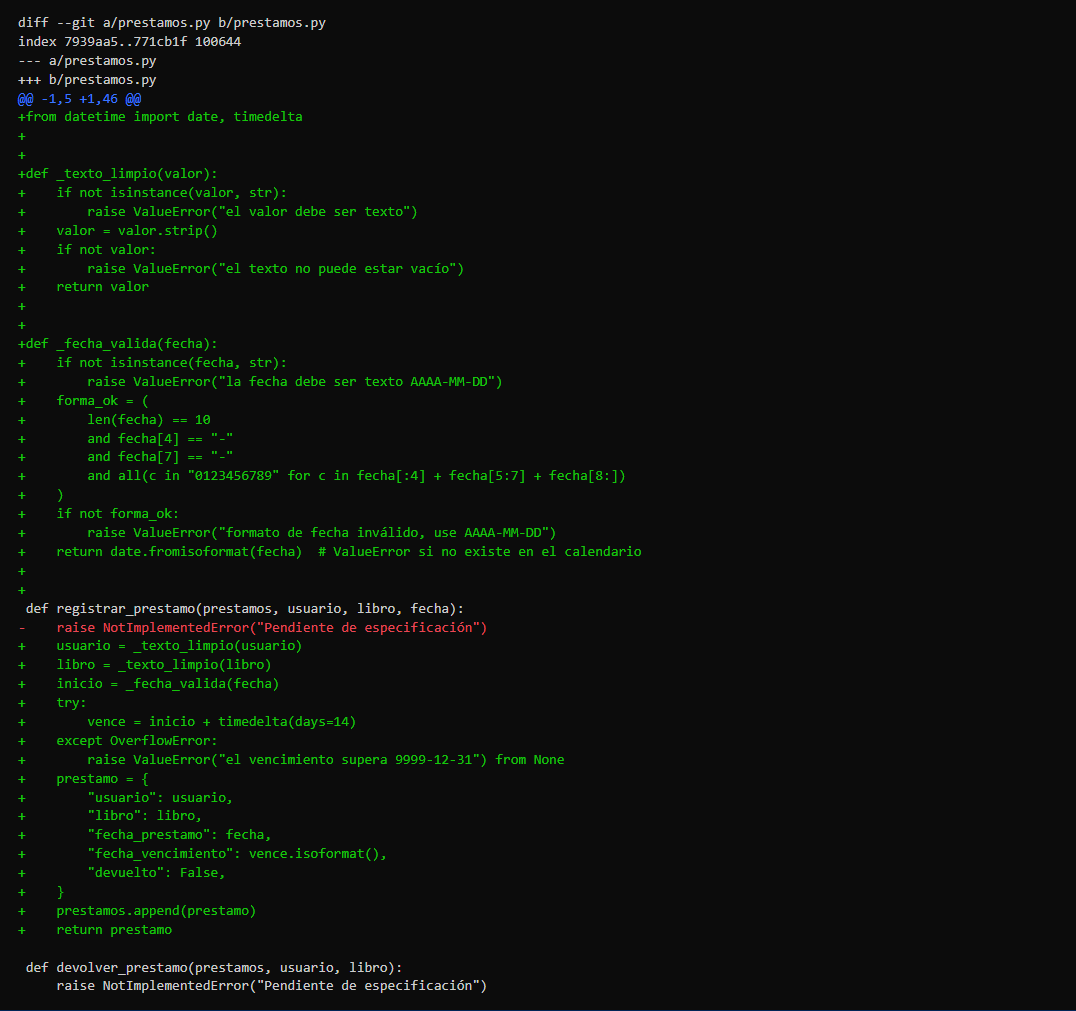 diff --git a/prestamos.py b/prestamos.py
index 7939aa5..771cb1f 100644
--- a/prestamos.py
+++ b/prestamos.py
@@ -1,5 +1,46 @@
+from datetime import date, timedelta
+
+
+def _texto_limpio(valor):
+    if not isinstance(valor, str):
+        raise ValueError("el valor debe ser texto")
+    valor = valor.strip()
+    if not valor:
+        raise ValueError("el texto no puede estar vacío")
+    return valor
+
+
+def _fecha_valida(fecha):
+    if not isinstance(fecha, str):
+        raise ValueError("la fecha debe ser texto AAAA-MM-DD")
+    forma_ok = (
+        len(fecha) == 10
+        and fecha[4] == "-"
+        and fecha[7] == "-"
+        and all(c in "0123456789" for c in fecha[:4] + fecha[5:7] + fecha[8:])
+    )
+    if not forma_ok:
+        raise ValueError("formato de fecha inválido, use AAAA-MM-DD")
+    return date.fromisoformat(fecha)  # ValueError si no existe en el calendario
+
+
 def registrar_prestamo(prestamos, usuario, libro, fecha):
-    raise NotImplementedError("Pendiente de especificación")
+    usuario = _texto_limpio(usuario)
+    libro = _texto_limpio(libro)
+    inicio = _fecha_valida(fecha)
+    try:
+        vence = inicio + timedelta(days=14)
+    except OverflowError:
+        raise ValueError("el vencimiento supera 9999-12-31") from None
+    prestamo = {
+        "usuario": usuario,
+        "libro": libro,
+        "fecha_prestamo": fecha,
+        "fecha_vencimiento": vence.isoformat(),
+        "devuelto": False,
+    }
+    prestamos.append(prestamo)
+    return prestamo

 def devolver_prestamo(prestamos, usuario, libro):
     raise NotImplementedError("Pendiente de especificación")